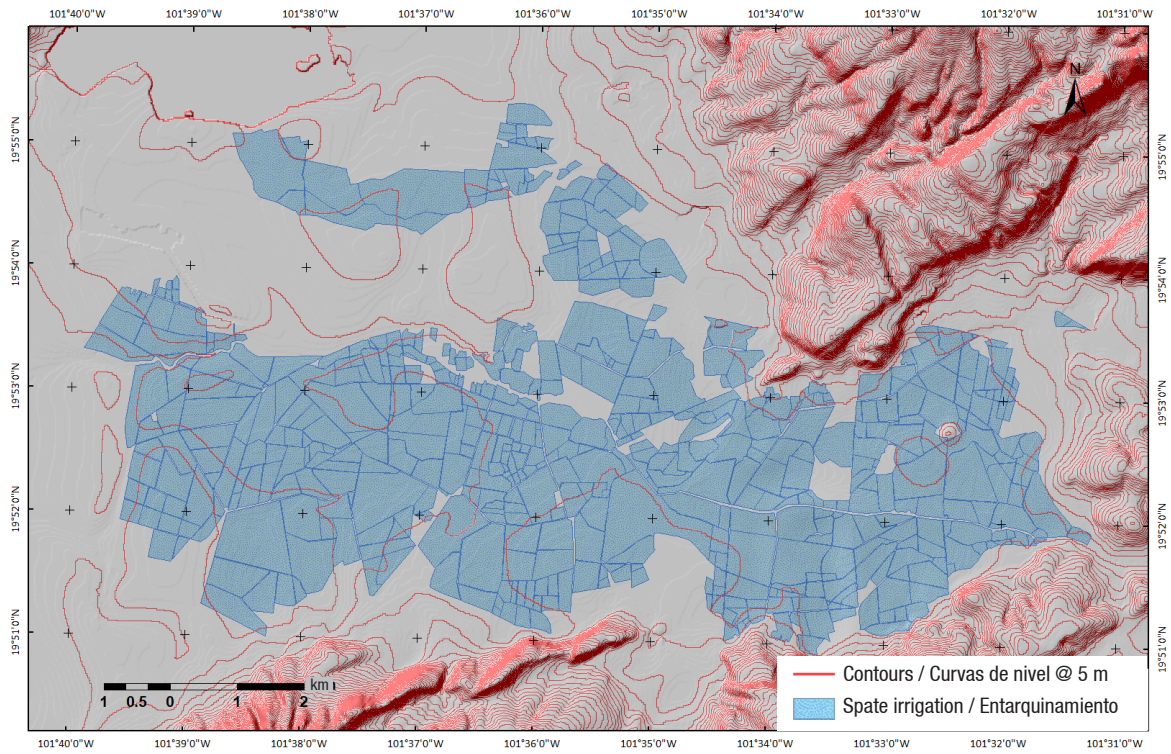 101°40'0"W 101°39'0"W 101°38'0"W 101°37'0"W 101°36'0"W 101°35'0"W 101°34'0"W 101°33'0"W 101°32'0"W 101°31'0"W
N
19°55'0"N
19°54'0"N
19°53'0"N
19°52'0"N
19°51'0"N
19°55'0"N
19°54'0"N
19°53'0"N
19°52'0"N
19°51'0"N
km
1 0.5 0 1 2
Contours / Curvas de nivel @ 5 m
Spate irrigation / Entarquinamiento
101°40'0"W 101°39'0"W 101°38'0"W 101°37'0"W 101°36'0"W 101°35'0"W 101°34'0"W 101°33'0"W 101°32'0"W 101°31'0"W